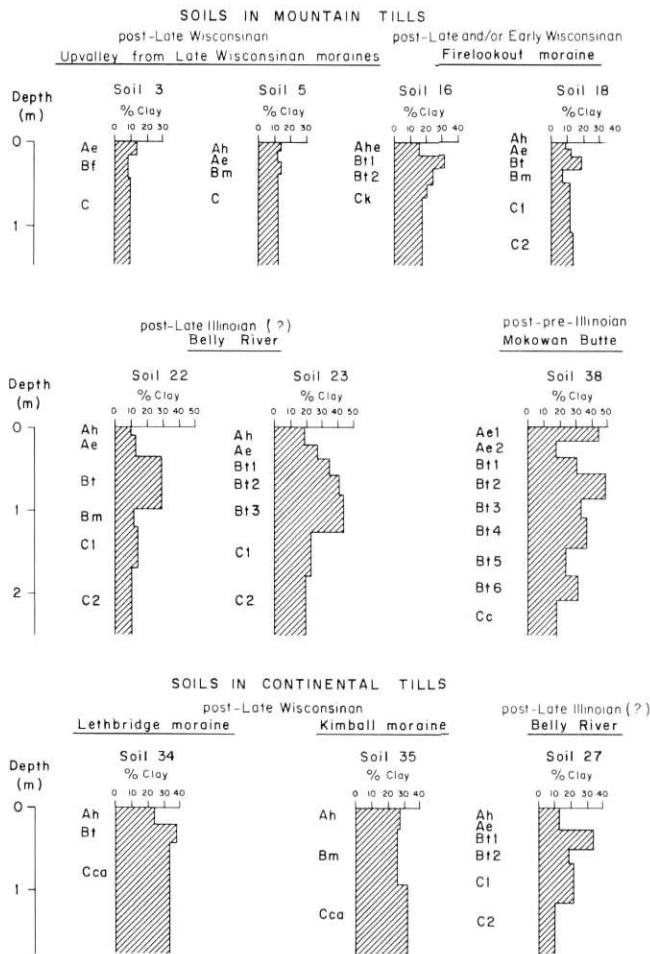 SOILS IN MOUNTAIN TILLS
post-Late Wisconsinan
Upvalley from Late Wisconsinan moraines
post-Late and/or Early Wisconsinan
Firelookout moraine
Depth
(m)
Soil 3
% Clay
0 10 20 30
Ae
Bf
C
Soil 5
% Clay
0 10 20 30
Ah
Ae
Bm
C
Soil 16
% Clay
0 10 20 30 40
Ahe
Bt1
Bt2
Ck
Soil 18
% Clay
0 10 20 30 40
Ah
Ae
Bt
Bm
C1
C2
0
1
post-Late Illinoian (?)
Belly River
post-pre-Illinoian
Mokowan Butte
Depth
(m)
Soil 22
% Clay
0 10 20 30 40 50
Ah
Ae
Bt
Bm
C1
C2
Soil 23
% Clay
0 10 20 30 40 50
Ah
Ae
Bt1
Bt2
Bt3
C1
C2
Soil 38
% Clay
0 10 20 30 40 50
Ae1
Ae2
Bt1
Bt2
Bt3
Bt4
Bt5
Bt6
Cc
0
1
2
SOILS IN CONTINENTAL TILLS
post-Late Wisconsinan
Lethbridge moraine
Kimball moraine
post-Late Illinoian (?)
Belly River
Depth
(m)
Soil 34
% Clay
0 10 20 30 40
Ah
Bt
Cca
Soil 35
% Clay
0 10 20 30 40
Ah
Bm
Cca
Soil 27
% Clay
0 10 20 30 40
Ah
Ae
Bt1
Bt2
C1
C2
0
1